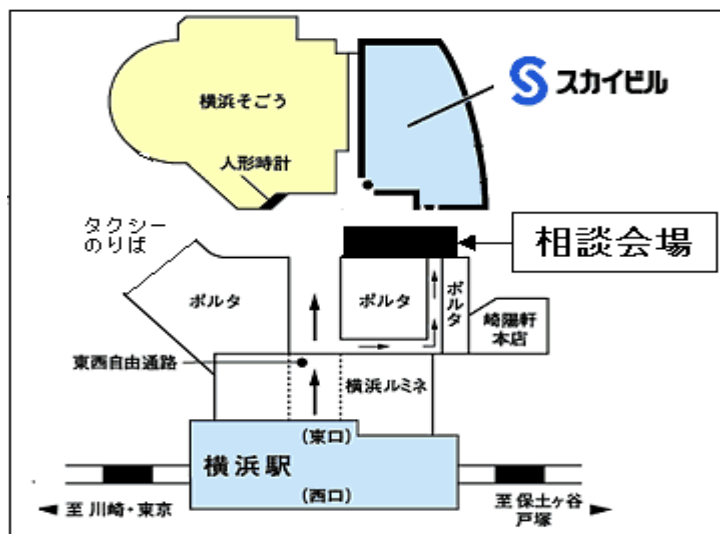 横浜そごう
スカイビル
人形時計
タクシー
のりば
相談会場
ポルタ
ポルタ
ポルタ
崎陽軒
本店
東西自由通路
横浜ルミネ
(東口)
横浜駅
(西口)
至 川崎・東京
至 保土ヶ谷
戸塚